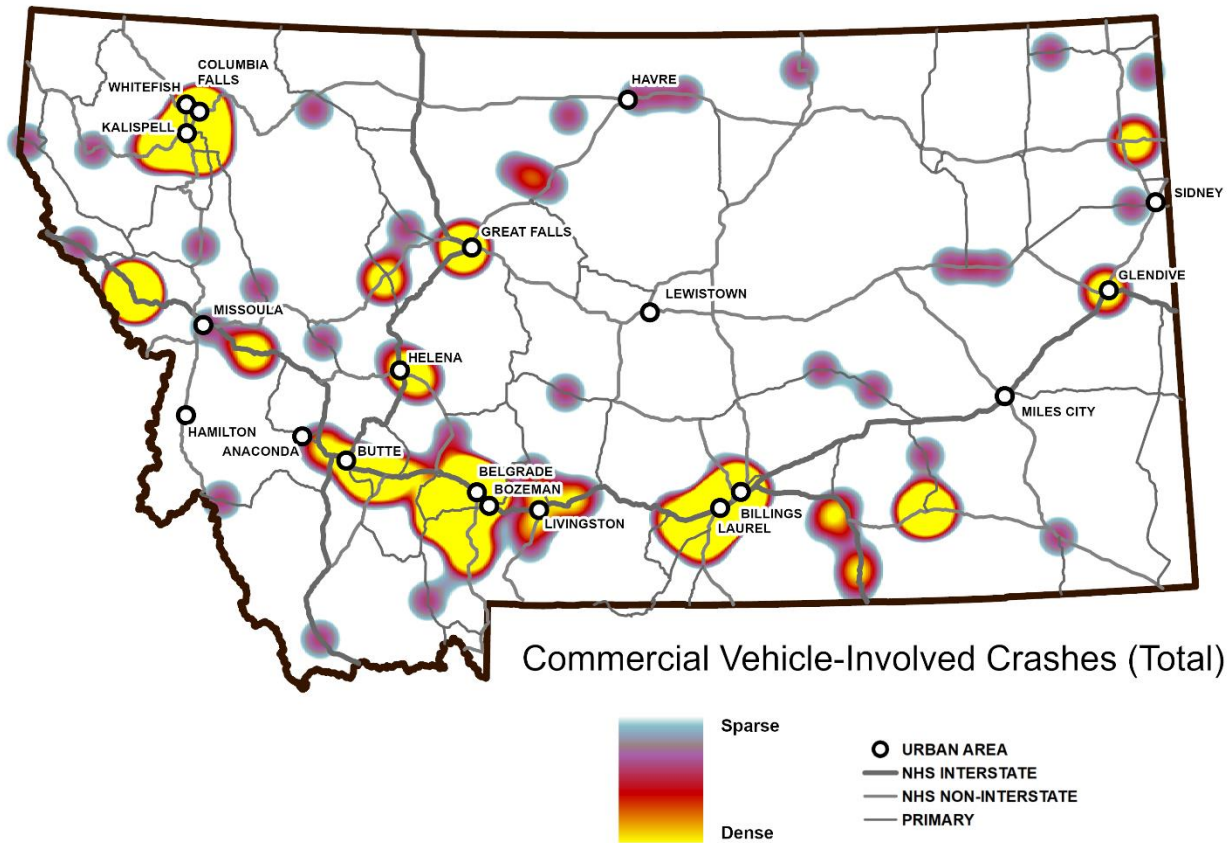 COLUMBIA
FALLS
WHITEFISH
KALISPELL
HAVRE
SIDNEY
GREAT FALLS
GLENDIVE
LEWISTOWN
MISSOULA
HELENA
MILES CITY
HAMILTON
ANACONDA
BUTTE
BELGRADE
BOZEMAN
LIVINGSTON
BILLINGS
LAUREL
Commercial Vehicle-Involved Crashes (Total)
Sparse
Dense
URBAN AREA
NHS INTERSTATE
NHS NON-INTERSTATE
PRIMARY